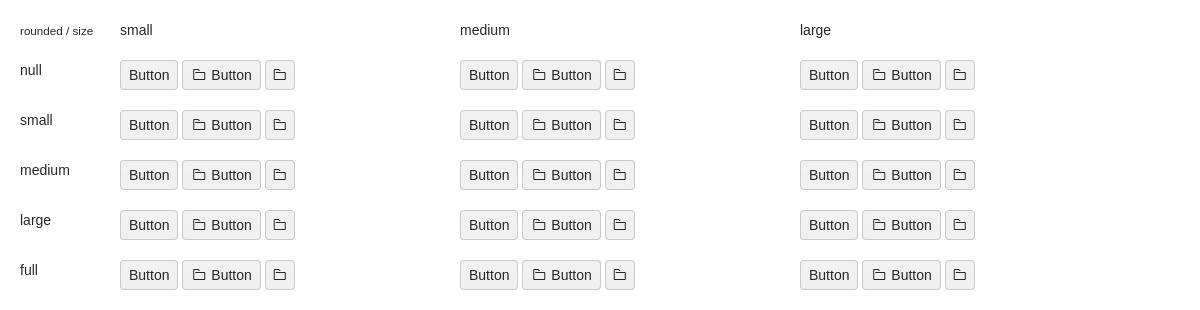 rounded / size small medium large
null Button Button Button Button Button Button
small Button Button Button Button Button Button
medium Button Button Button Button Button Button
large Button Button Button Button Button Button
full Button Button Button Button Button Button